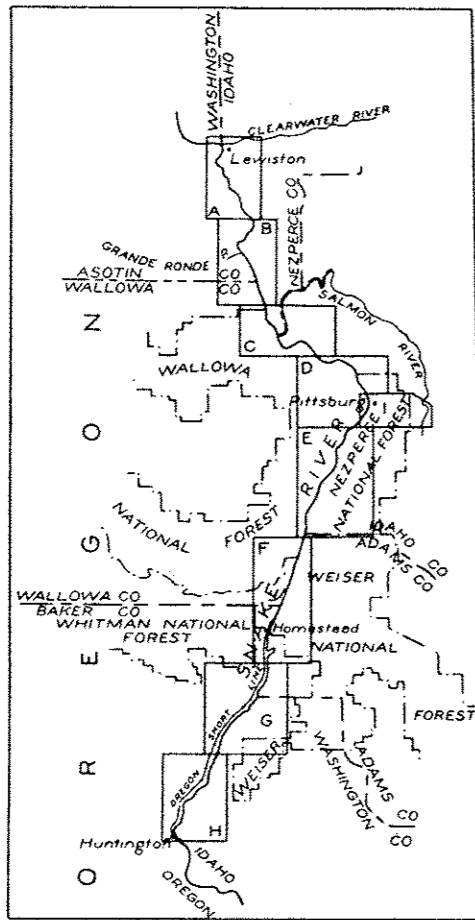 WASHINGTON
IDAHO
CLEARWATER RIVER
Lewiston
A
B
NEZPERCE CO
GRANDE RONDE
R.
ASOTIN CO
WALLOWA CO
SALMON
RIVER
C
D
WALLOWA
Pittsburg
E
RIVER
NEZPERCE
NATIONAL FOREST
NATIONAL
FOREST
IDAHO CO
ADAMS CO
F
WEISER
WALLOWA CO
BAKER CO
WHITMAN NATIONAL
FOREST
SNAKE
Homestead
NATIONAL
OREGON SHORT LINE
G
FOREST
WEISER
ADAMS CO
WASHINGTON CO
H
Huntington
IDAHO
OREGON
OREGON